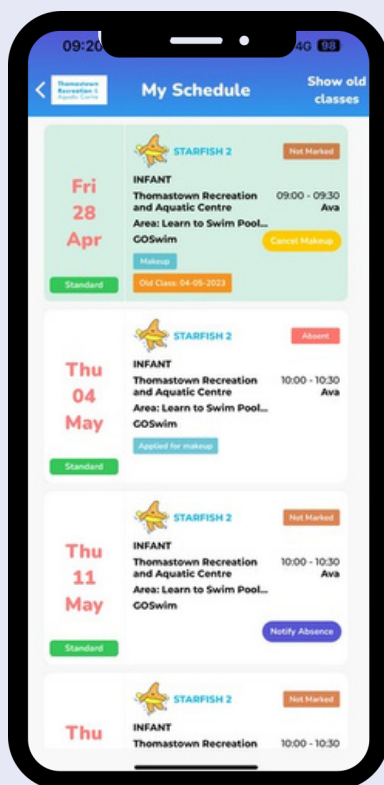 09:20
4G 98
Thomastown
Recreation &
Aquatic Centre
My Schedule
Show old
classes
Fri
28
Apr
Standard
STARFISH 2
Not Marked
INFANT
Thomastown Recreation
and Aquatic Centre
09:00 - 09:30
Ava
Area: Learn to Swim Pool...
GOSwim
Cancel Makeup
Makeup
Old Class: 04-05-2023
Thu
04
May
Standard
STARFISH 2
Absent
INFANT
Thomastown Recreation
and Aquatic Centre
10:00 - 10:30
Ava
Area: Learn to Swim Pool...
GOSwim
Applied for makeup
Thu
11
May
Standard
STARFISH 2
Not Marked
INFANT
Thomastown Recreation
and Aquatic Centre
10:00 - 10:30
Ava
Area: Learn to Swim Pool...
GOSwim
Notify Absence
Thu
STARFISH 2
Not Marked
INFANT
Thomastown Recreation
10:00 - 10:30